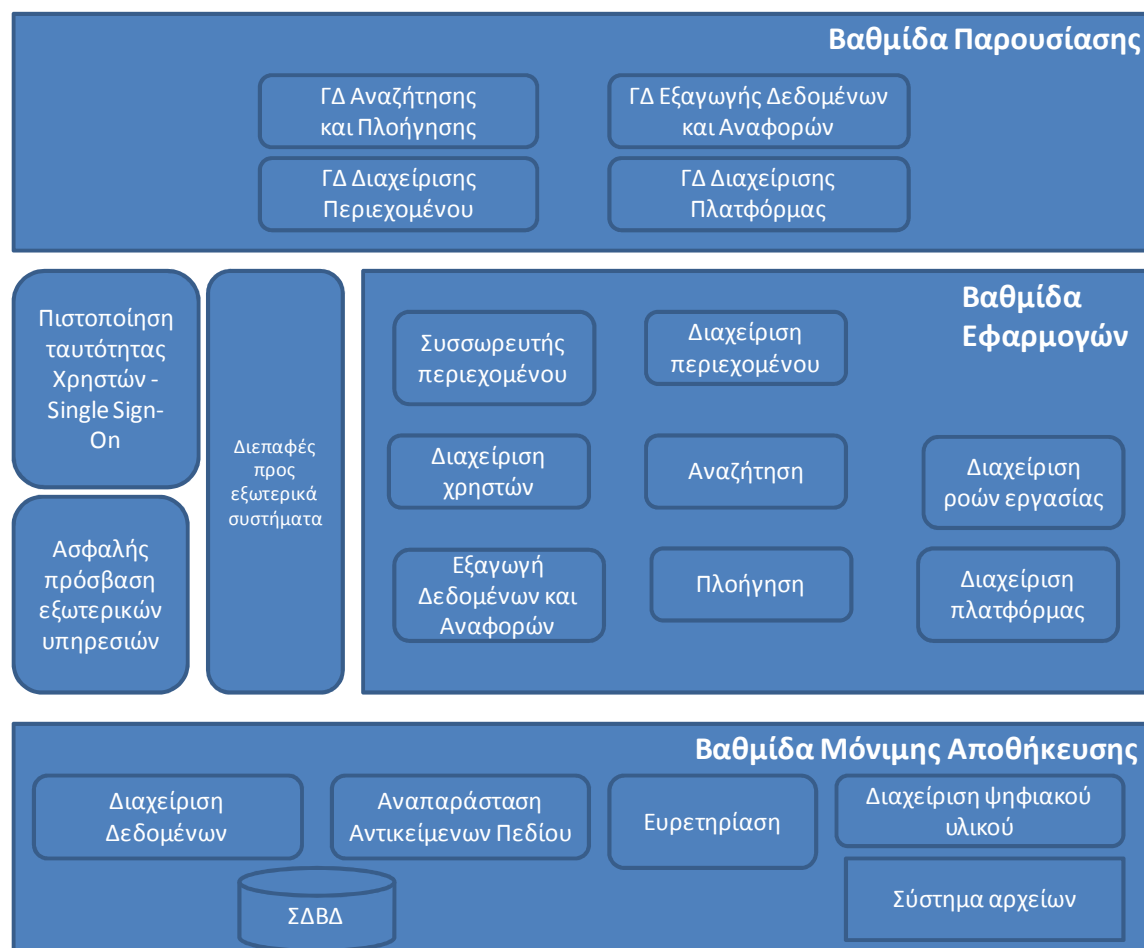 Βαθμίδα Παρουσίασης
ΓΔ Αναζήτησης
και Πλοήγησης
ΓΔ Εξαγωγής Δεδομένων
και Αναφορών
ΓΔ Διαχείρισης
Περιεχομένου
ΓΔ Διαχείρισης
Πλατφόρμας
Πιστοποίηση
ταυτότητας
Χρηστών -
Single Sign-
On
Ασφαλής
πρόσβαση
εξωτερικών
υπηρεσιών
Διεπαφές
προς
εξωτερικά
συστήματα
Βαθμίδα
Εφαρμογών
Συσσωρευτής
περιεχομένου
Διαχείριση
περιεχομένου
Διαχείριση
χρηστών
Αναζήτηση
Διαχείριση
ροών εργασίας
Εξαγωγή
Δεδομένων και
Αναφορών
Πλοήγηση
Διαχείριση
πλατφόρμας
Βαθμίδα Μόνιμης Αποθήκευσης
Διαχείριση
Δεδομένων
Αναπαράσταση
Αντικείμενων Πεδίου
Ευρετηρίαση
Διαχείριση ψηφιακού
υλικού
ΣΔΒΔ
Σύστημα αρχείων